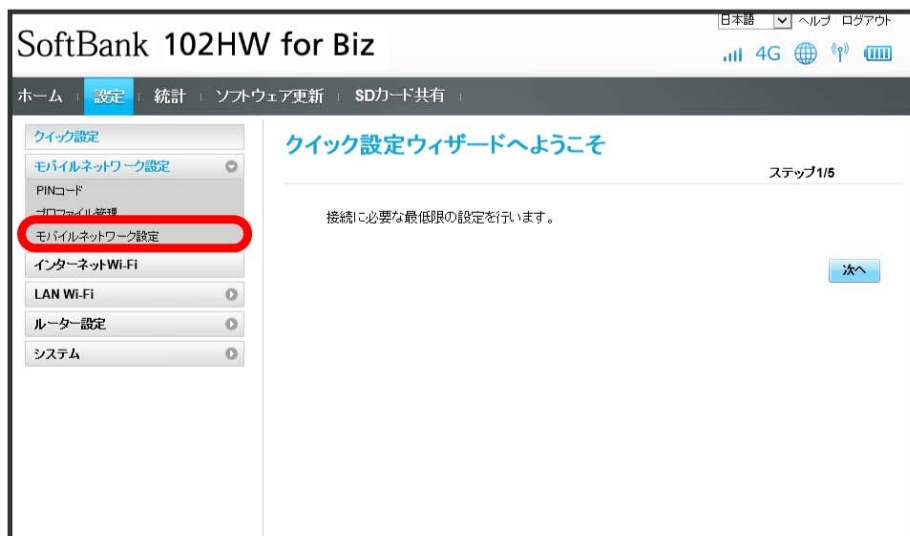 日本語 ヘルプ ログアウト
SoftBank 102HW for Biz
4G
ホーム 設定 統計 ソフトウェア更新 SDカード共有
クイック設定
モバイルネットワーク設定
PINコード
プロファイル管理
モバイルネットワーク設定
インターネットWi-Fi
LAN Wi-Fi
ルーター設定
システム
クイック設定ウィザードへようこそ
ステップ1/5
接続に必要な最低限の設定を行います。
次へ